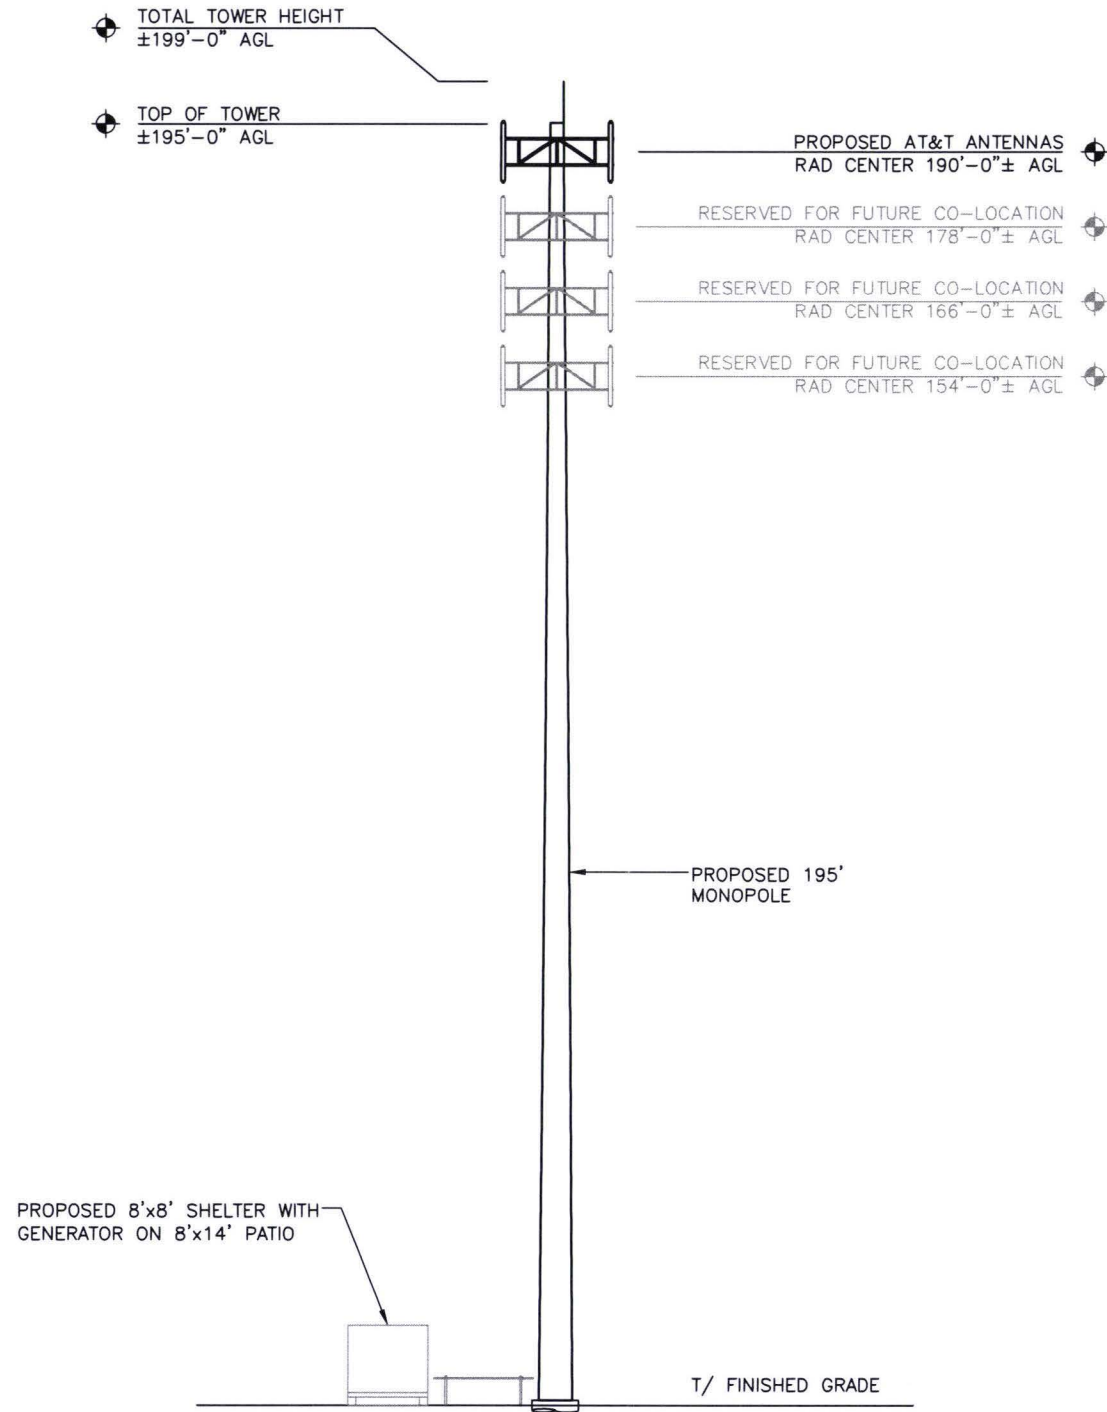 TOTAL TOWER HEIGHT
±199'-0" AGL
TOP OF TOWER
±195'-0" AGL
PROPOSED AT&T ANTENNAS
RAD CENTER 190'-0"± AGL
RESERVED FOR FUTURE CO-LOCATION
RAD CENTER 178'-0"± AGL
RESERVED FOR FUTURE CO-LOCATION
RAD CENTER 166'-0"± AGL
RESERVED FOR FUTURE CO-LOCATION
RAD CENTER 154'-0"± AGL
PROPOSED 195'
MONOPOLE
PROPOSED 8'x8' SHELTER WITH
GENERATOR ON 8'x14' PATIO
T/ FINISHED GRADE